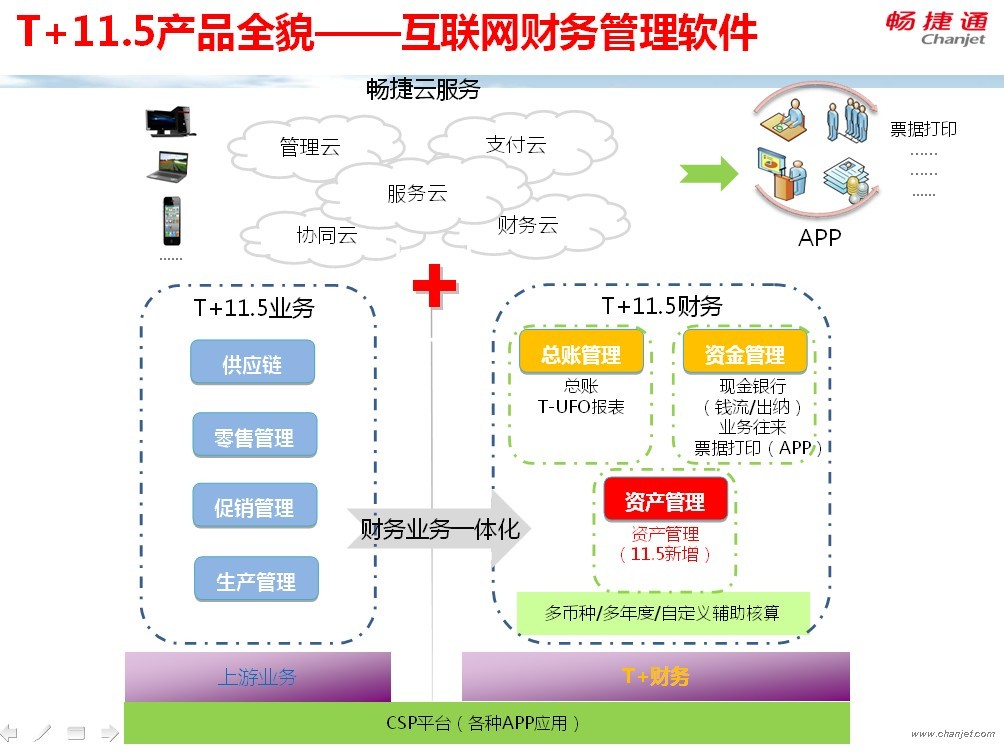 T+11.5产品全貌——互联网财务管理软件
畅捷通
Chanjet
畅捷云服务
管理云
支付云
服务云
协同云
财务云
......
票据打印
......
......
......
APP
T+11.5业务
供应链
零售管理
促销管理
生产管理
财务业务一体化
T+11.5财务
总账管理
总账
T-UFO报表
资金管理
现金银行
（钱流/出纳）
业务往来
票据打印（APP）
资产管理
资产管理
（11.5新增）
多币种/多年度/自定义辅助核算
上游业务
T+财务
CSP平台（各种APP应用）
www.chanjet.com